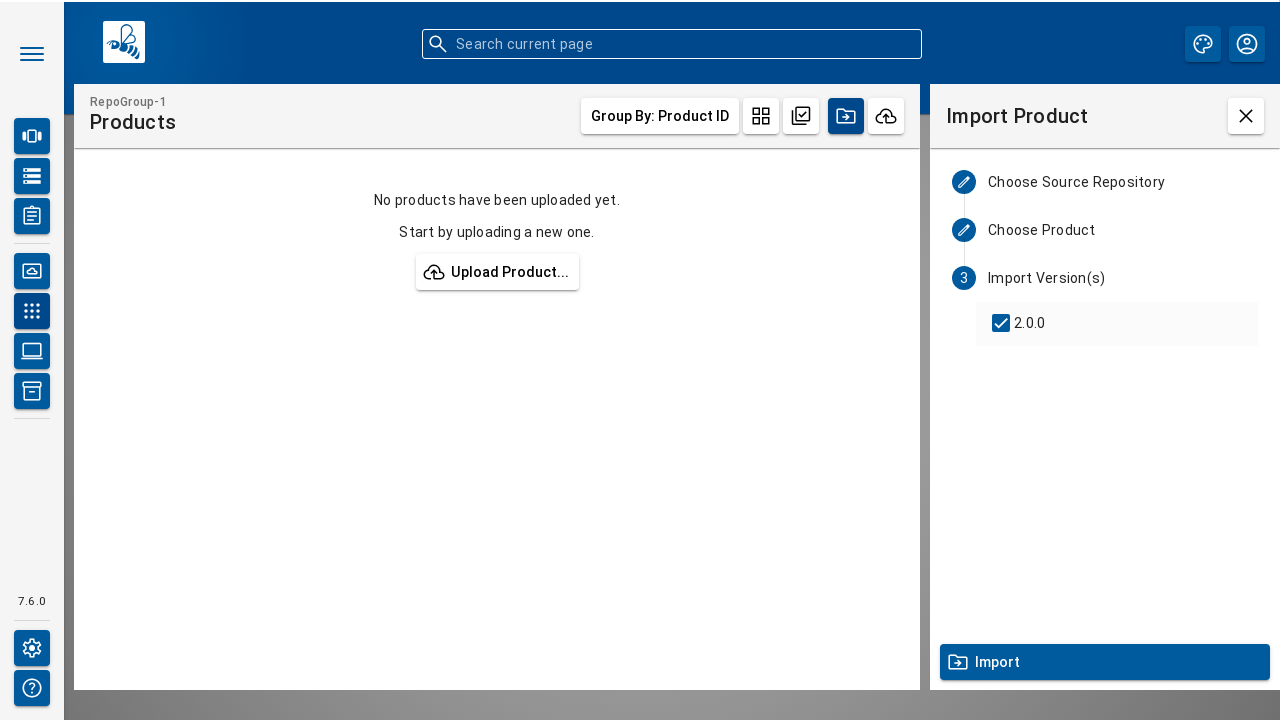 Search current page
RepoGroup-1
Products
Group By: Product ID
Import Product
No products have been uploaded yet.
Start by uploading a new one.
Upload Product...
Choose Source Repository
Choose Product
3 Import Version(s)
2.0.0
7.6.0
Import